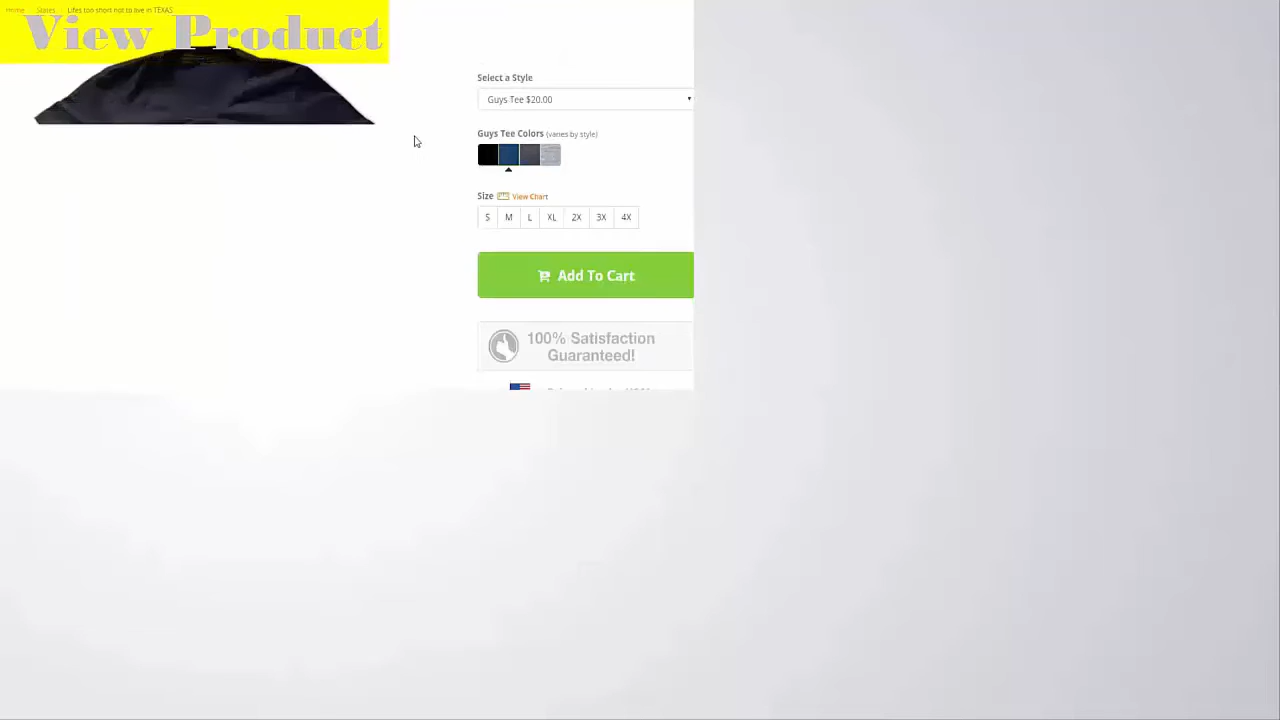 Home States Lifes too short not to live in TEXAS
View Product
Select a Style
Guys Tee $20.00
Guys Tee Colors (varies by style)
Size View Chart
S M L XL 2X 3X 4X
Add To Cart
100% Satisfaction
Guaranteed!